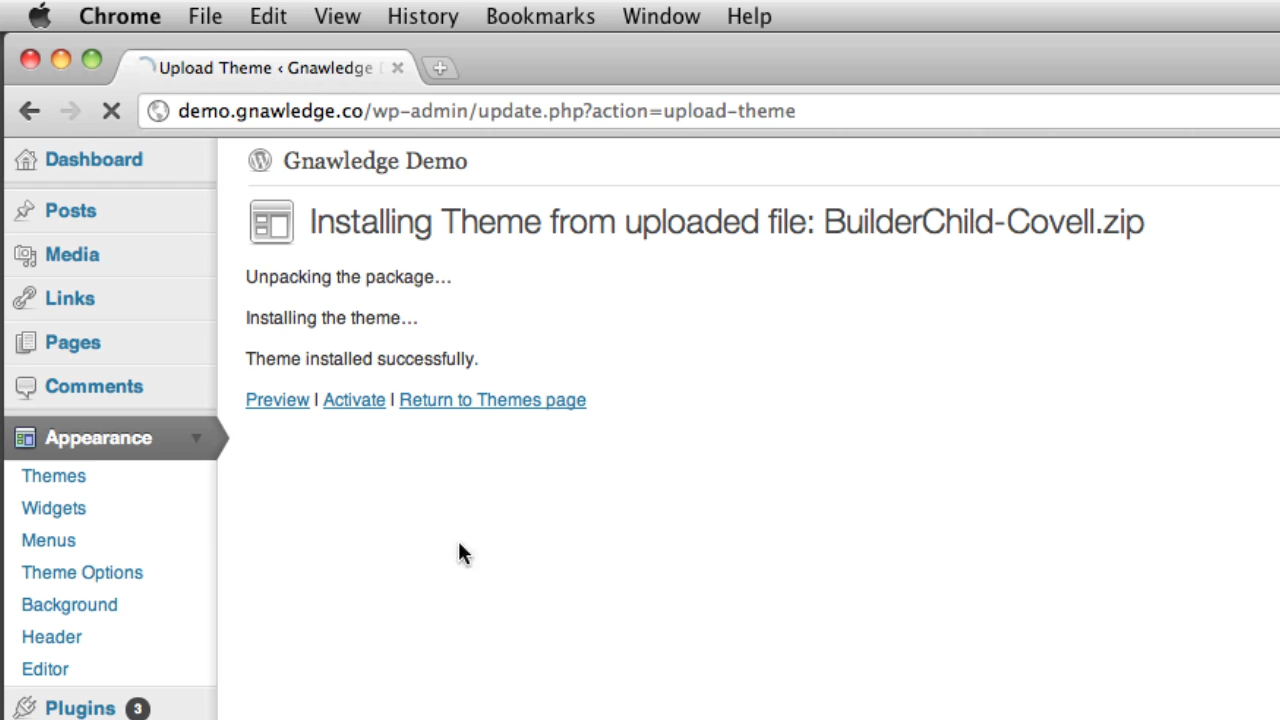 Chrome File Edit View History Bookmarks Window Help
Upload Theme ‹ Gnawledge
demo.gnawledge.co/wp-admin/update.php?action=upload-theme
Dashboard
Gnawledge Demo
Posts
Installing Theme from uploaded file: BuilderChild-Covell.zip
Media
Unpacking the package...
Links
Installing the theme...
Pages
Theme installed successfully.
Comments
Preview | Activate | Return to Themes page
Appearance
Themes
Widgets
Menus
Theme Options
Background
Header
Editor
Plugins 3